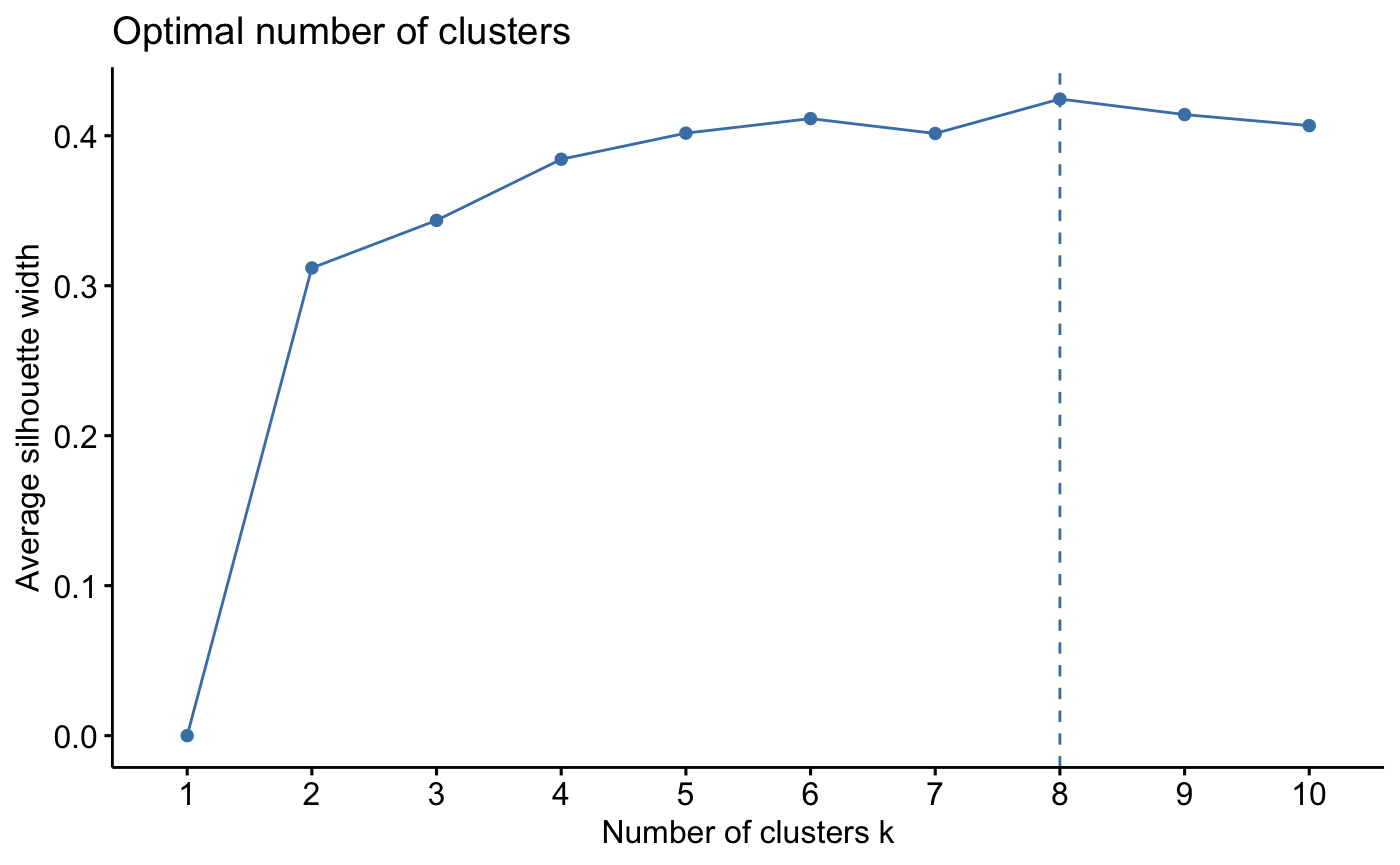 Optimal number of clusters
Average silhouette width
0.4
0.3
0.2
0.1
0.0
1 2 3 4 5 6 7 8 9 10
Number of clusters k